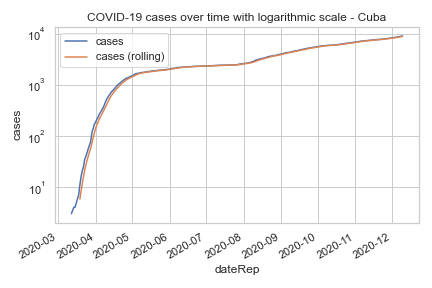 COVID-19 cases over time with logarithmic scale - Cuba
cases
cases (rolling)
10⁴
10³
10²
10¹
cases
2020-03
2020-04
2020-05
2020-06
2020-07
2020-08
2020-09
2020-10
2020-11
2020-12
dateRep